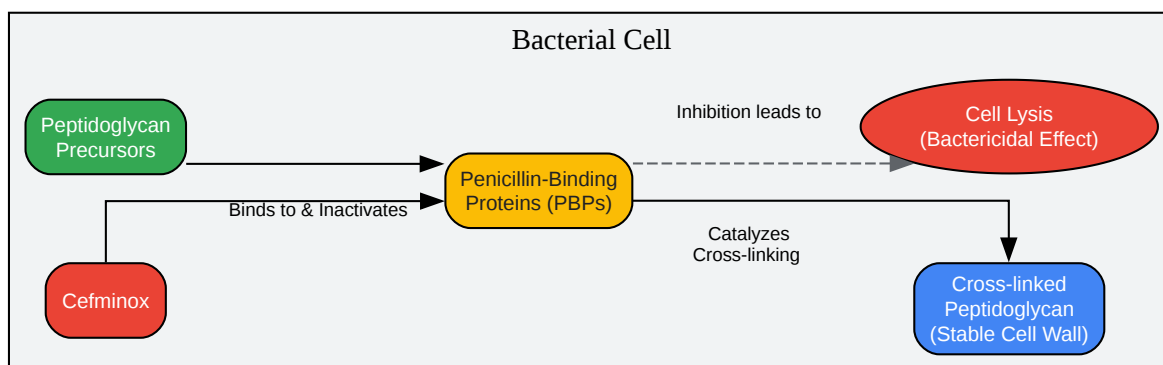 Bacterial Cell
Peptidoglycan
Precursors
Inhibition leads to
Cell Lysis
(Bactericidal Effect)
Penicillin-Binding
Proteins (PBPs)
Binds to & Inactivates
Catalyzes
Cross-linking
Cefminox
Cross-linked
Peptidoglycan
(Stable Cell Wall)